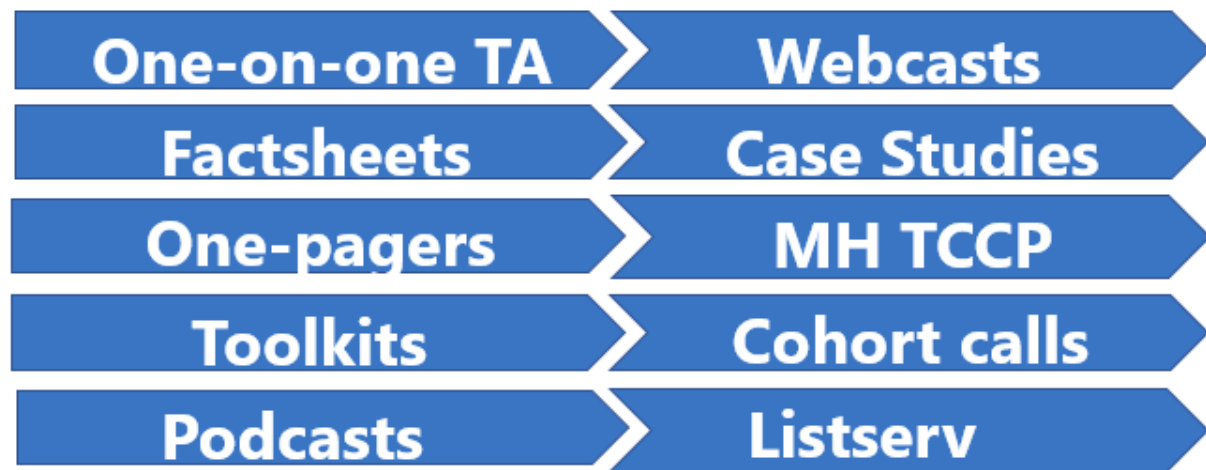 One-on-one TA
Webcasts
Factsheets
Case Studies
One-pagers
MH TCCP
Toolkits
Cohort calls
Podcasts
Listserv